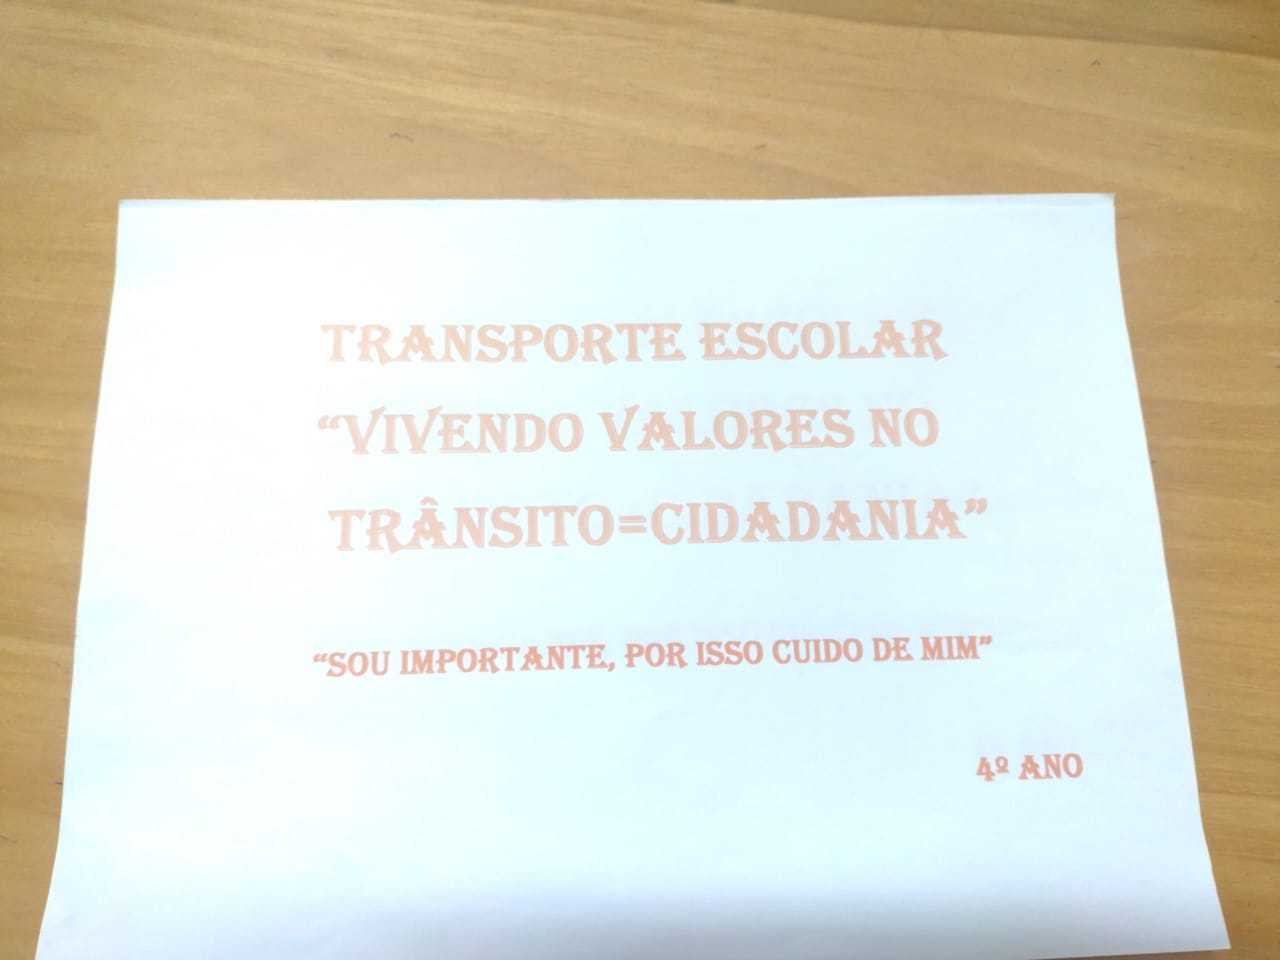 TRANSPORTE ESCOLAR
“VIVENDO VALORES NO
TRÂNSITO=CIDADANIA”
“SOU IMPORTANTE, POR ISSO CUIDO DE MIM”
4º ANO